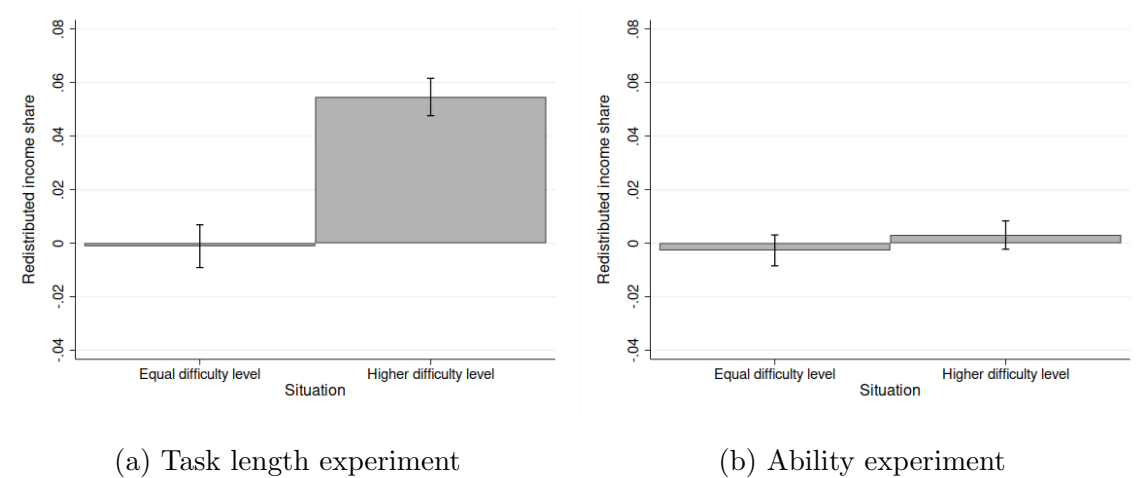 Redistributed income share
.08
.06
.04
.02
0
-.02
-.04
Equal difficulty level
Higher difficulty level
Situation
(a) Task length experiment
Redistributed income share
.08
.06
.04
.02
0
-.02
-.04
Equal difficulty level
Higher difficulty level
Situation
(b) Ability experiment